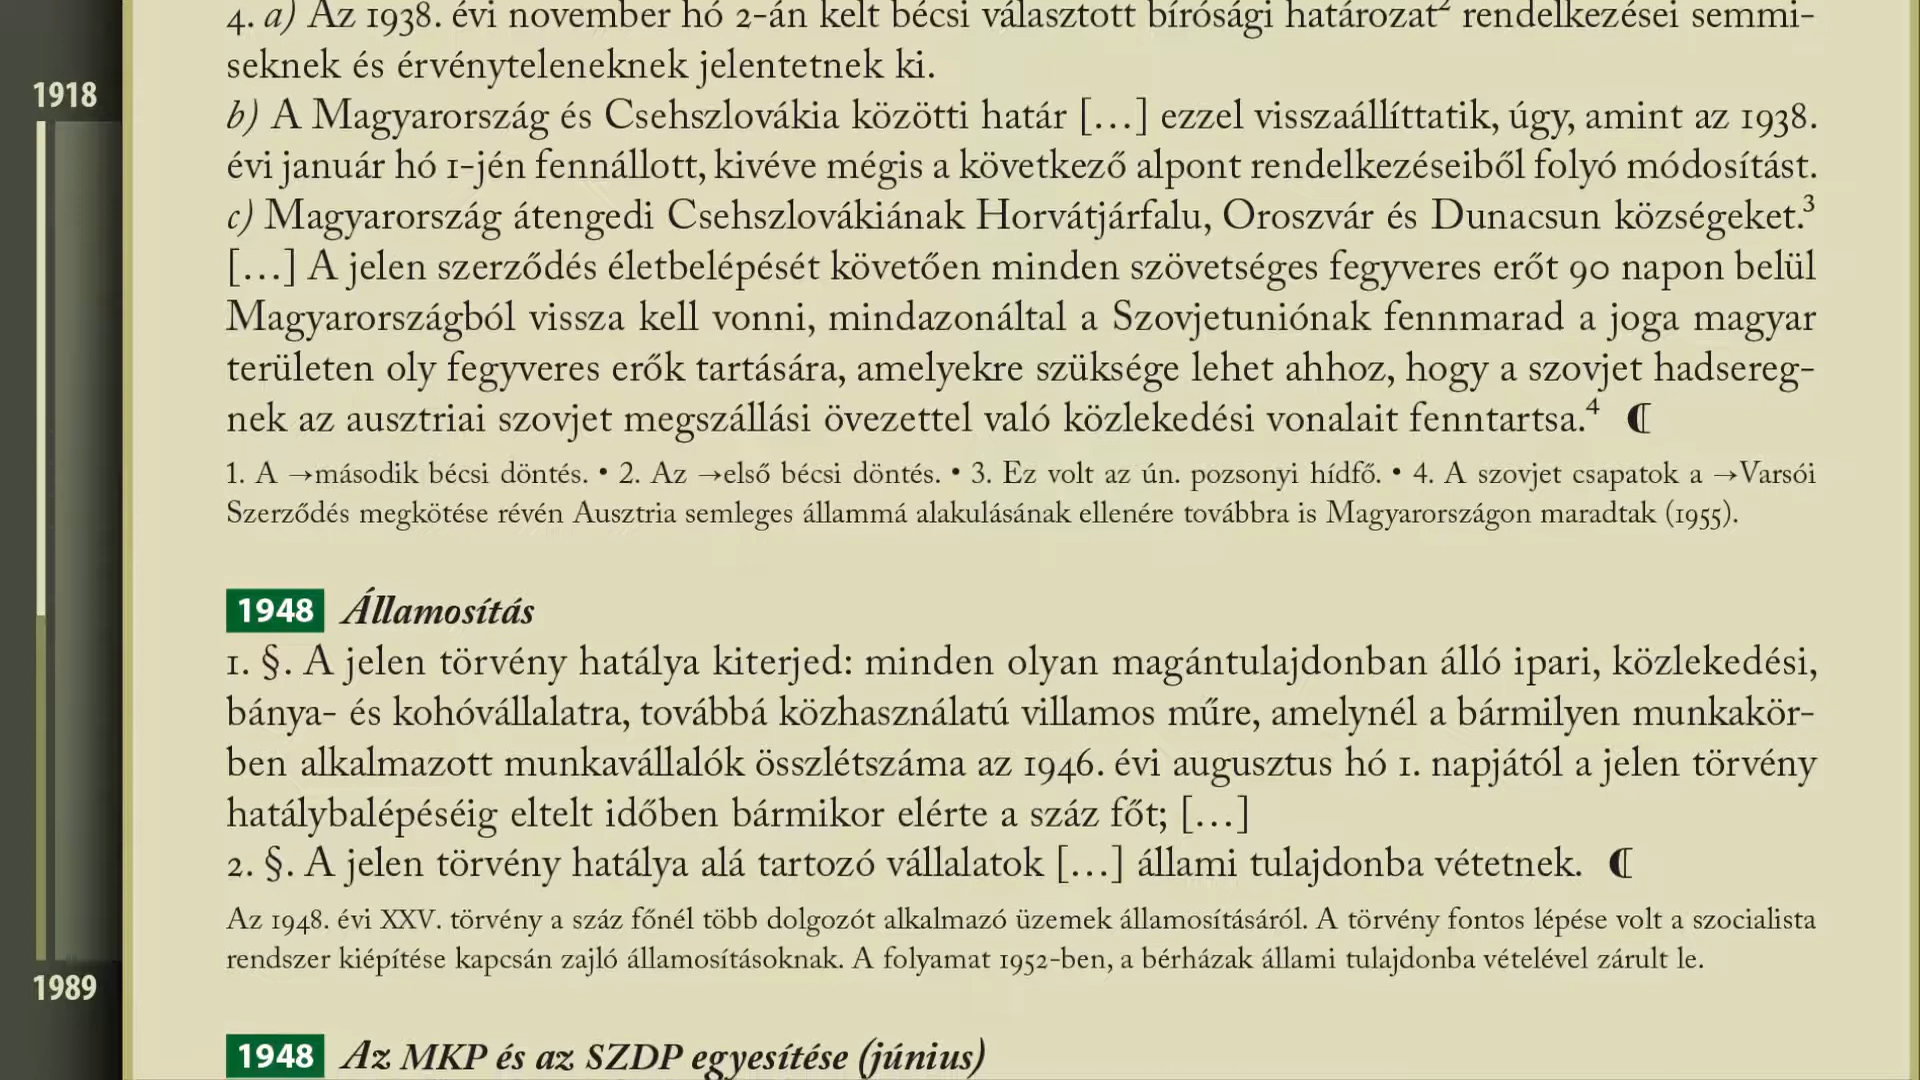 4. a) Az 1938. évi november hó 2-án kelt bécsi választott bírósági határozat² rendelkezései semmi-
seknek és érvényteleneknek jelentetnek ki.
1918
b) A Magyarország és Csehszlovákia közötti határ […] ezzel visszaállíttatik, úgy, amint az 1938.
évi január hó 1-jén fennállott, kivéve mégis a következő alpont rendelkezéseiből folyó módosítást.
c) Magyarország átengedi Csehszlovákiának Horvátjárfalu, Oroszvár és Dunacsun községeket.³
[…] A jelen szerződés életbelépését követően minden szövetséges fegyveres erőt 90 napon belül
Magyarországból vissza kell vonni, mindazonáltal a Szovjetuniónak fennmarad a joga magyar
területen oly fegyveres erők tartására, amelyekre szüksége lehet ahhoz, hogy a szovjet hadsereg-
nek az ausztriai szovjet megszállási övezettel való közlekedési vonalait fenntartsa.⁴
1. A →második bécsi döntés. • 2. Az →első bécsi döntés. • 3. Ez volt az ún. pozsonyi hídfő. • 4. A szovjet csapatok a →Varsói
Szerződés megkötése révén Ausztria semleges állammá alakulásának ellenére továbbra is Magyarországon maradtak (1955).
1948 Államosítás
1. §. A jelen törvény hatálya kiterjed: minden olyan magántulajdonban álló ipari, közlekedési,
bánya- és kohóvállalatra, továbbá közhasználatú villamos műre, amelynél a bármilyen munkakör-
ben alkalmazott munkavállalók összlétszáma az 1946. évi augusztus hó 1. napjától a jelen törvény
hatálybalépéséig eltelt időben bármikor elérte a száz főt; […]
2. §. A jelen törvény hatálya alá tartozó vállalatok […] állami tulajdonba vétetnek.
Az 1948. évi XXV. törvény a száz főnél több dolgozót alkalmazó üzemek államosításáról. A törvény fontos lépése volt a szocialista
rendszer kiépítése kapcsán zajló államosításoknak. A folyamat 1952-ben, a bérházak állami tulajdonba vételével zárult le.
1989
1948 Az MKP és az SZDP egyesítése (június)